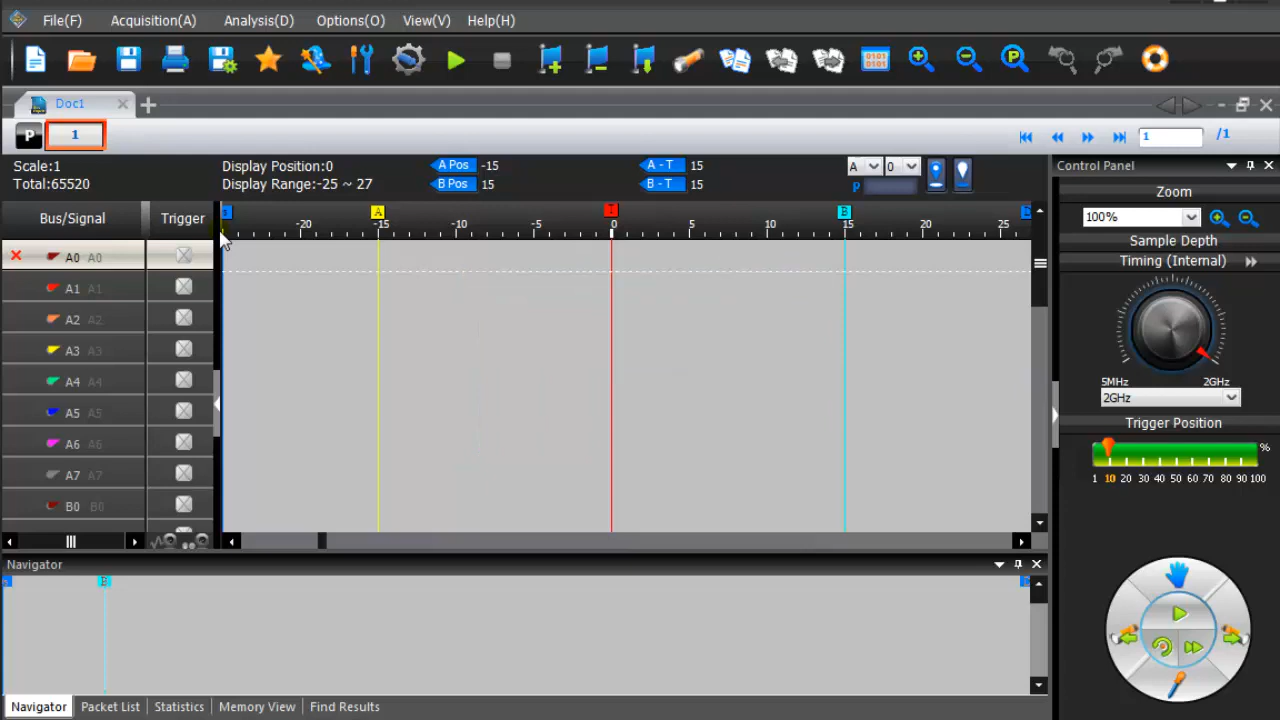 File(F) Acquisition(A) Analysis(D) Options(O) View(V) Help(H)
Doc1
P 1 1 /1
Scale:1 Display Position:0 A Pos -15 A - T 15 A 0 Control Panel
Total:65520 Display Range:-25 ~ 27 B Pos 15 B - T 15 P
Zoom
Bus/Signal Trigger A T B 100%
-20 -15 -10 -5 0 5 10 15 20 25
Sample Depth
A0 A0 Timing (Internal)
A1 A1
A2 A2
A3 A3
A4 A4 5MHz 2GHz
2GHz
A5 A5 Trigger Position
A6 A6 %
A7 A7 1 10 20 30 40 50 60 70 80 90 100
B0 B0
Navigator
B
Navigator Packet List Statistics Memory View Find Results